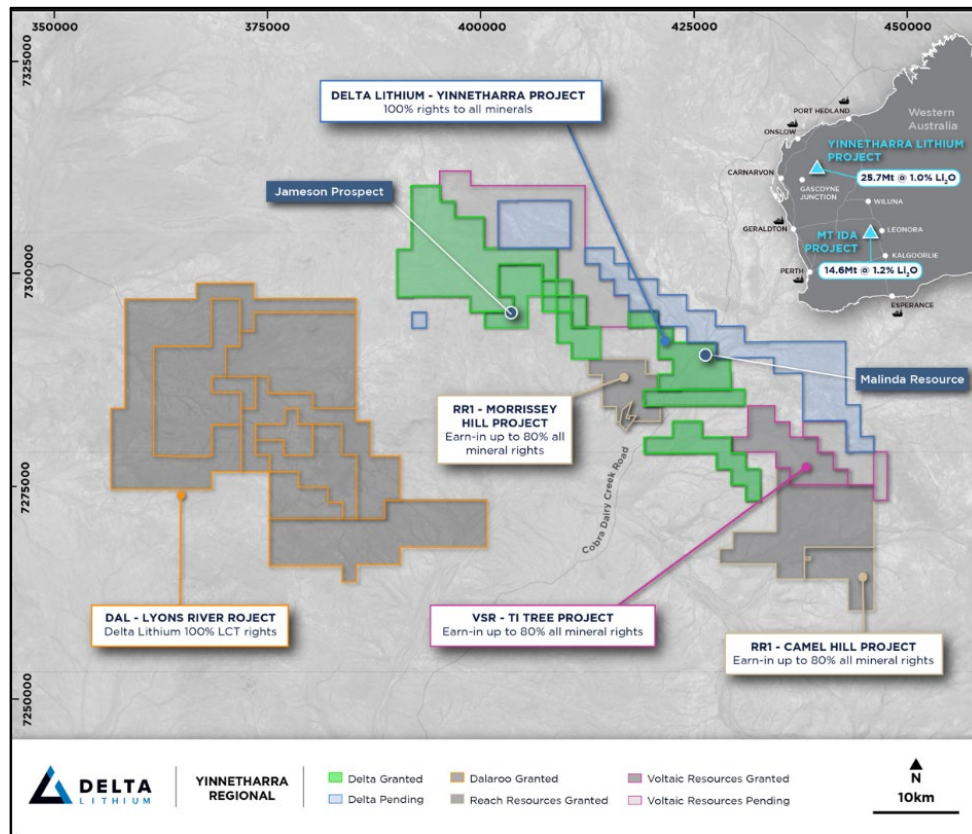 350000
375000
400000
425000
450000
7325000
7300000
7275000
7250000
DELTA LITHIUM - YINNETHARRA PROJECT
100% rights to all minerals
Jameson Prospect
Malinda Resource
RR1 - MORRISSEY
HILL PROJECT
Earn-in up to 80% all
mineral rights
Cobra Dairy Creek Road
DAL - LYONS RIVER ROJECT
Delta Lithium 100% LCT rights
VSR - TI TREE PROJECT
Earn-in up to 80% all mineral rights
RR1 - CAMEL HILL PROJECT
Earn-in up to 80% all mineral rights
PORT HEDLAND
Western
Australia
ONSLOW
YINNETHARRA LITHIUM
PROJECT
25.7Mt @ 1.0% Li₂O
CARNARVON
GASCOYNE
JUNCTION
WILUNA
MT IDA
PROJECT
LEONORA
GERALDTON
KALGOORLIE
14.6Mt @ 1.2% Li₂O
PERTH
ESPERANCE
DELTA
LITHIUM
YINNETHARRA
REGIONAL
Delta Granted
Delta Pending
Dalaroo Granted
Reach Resources Granted
Voltaic Resources Granted
Voltaic Resources Pending
N
10km